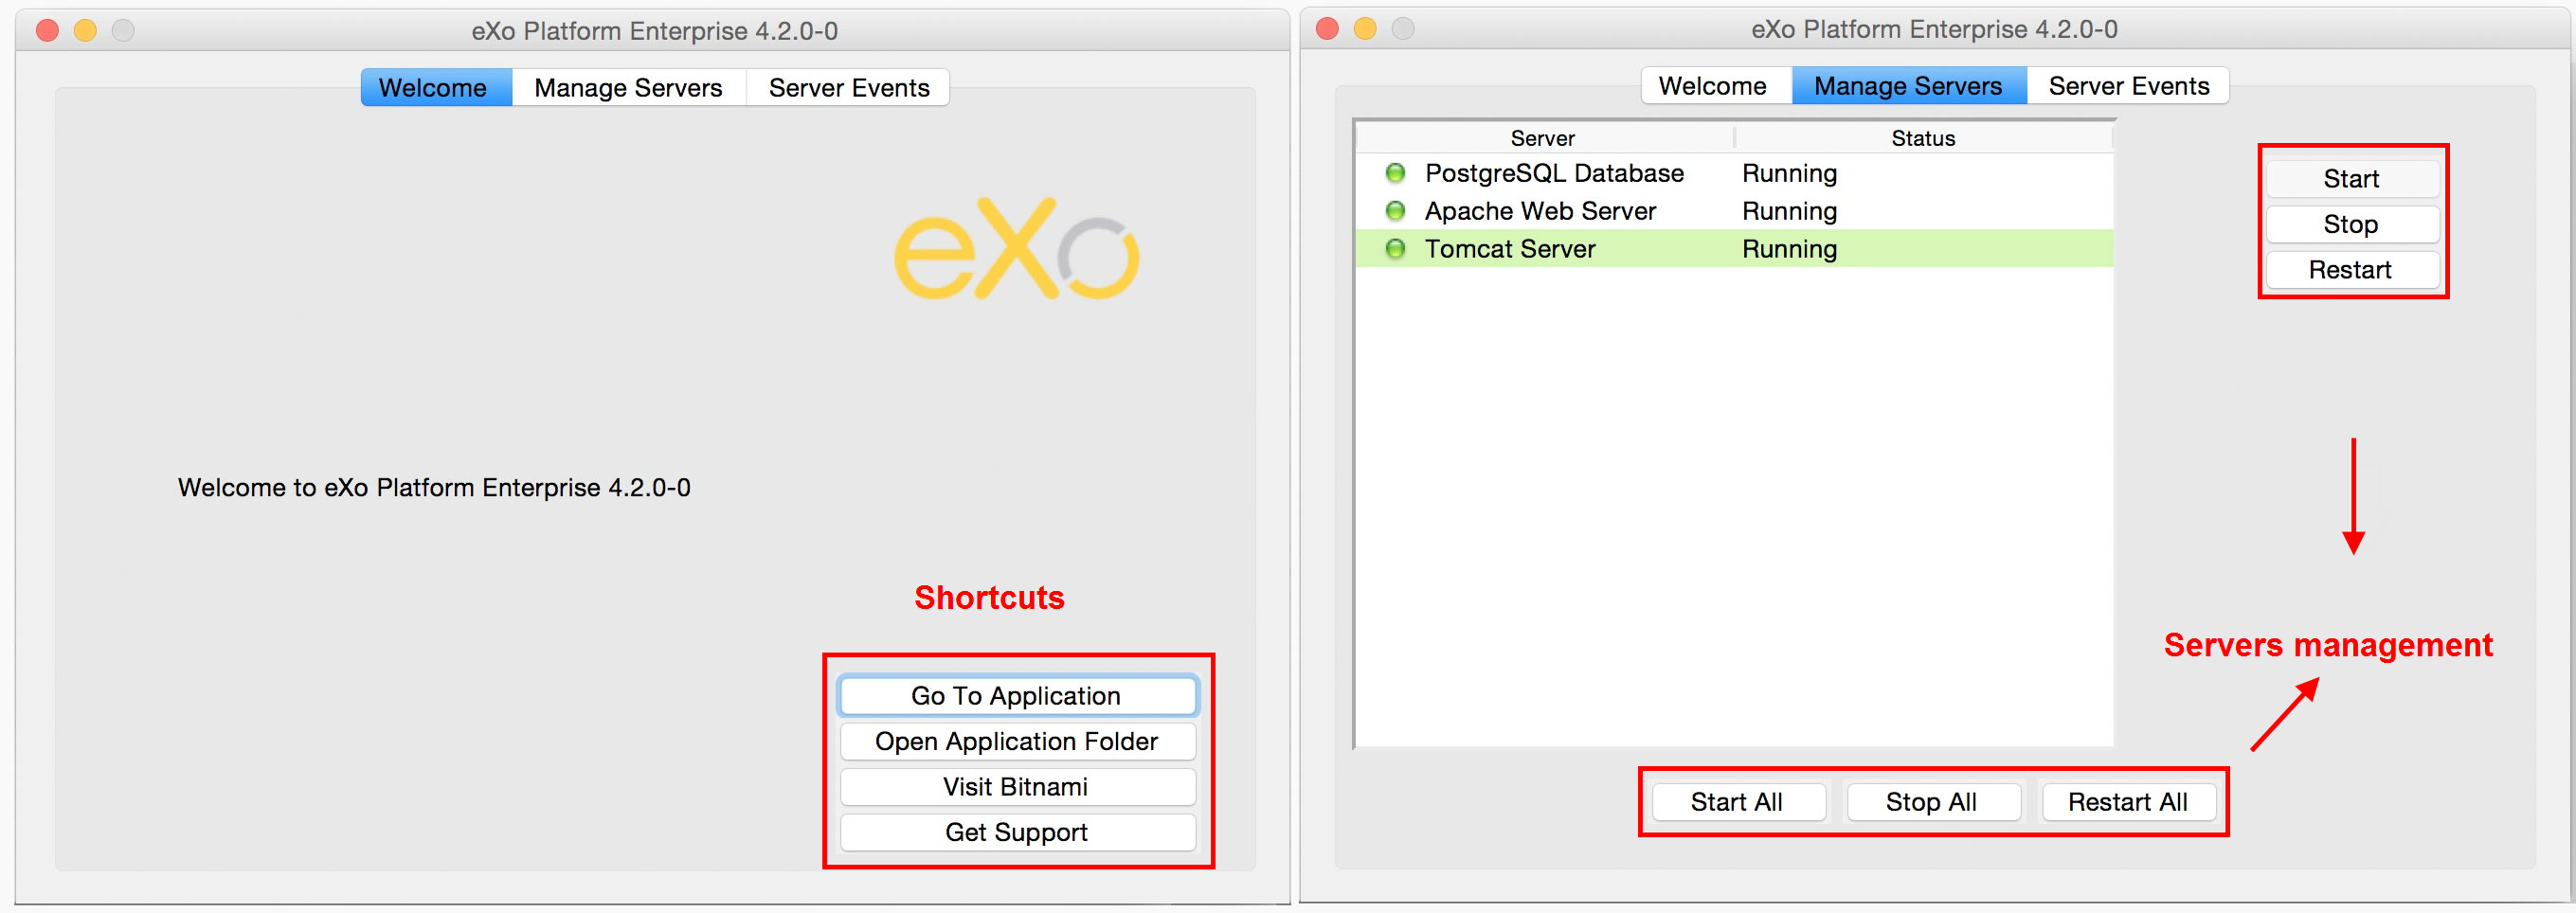 eXo Platform Enterprise 4.2.0-0
Welcome Manage Servers Server Events
eXo
Welcome to eXo Platform Enterprise 4.2.0-0
Shortcuts
Go To Application
Open Application Folder
Visit Bitnami
Get Support
eXo Platform Enterprise 4.2.0-0
Welcome Manage Servers Server Events
Server Status
PostgreSQL Database Running
Apache Web Server Running
Tomcat Server Running
Start
Stop
Restart
Servers management
Start All Stop All Restart All